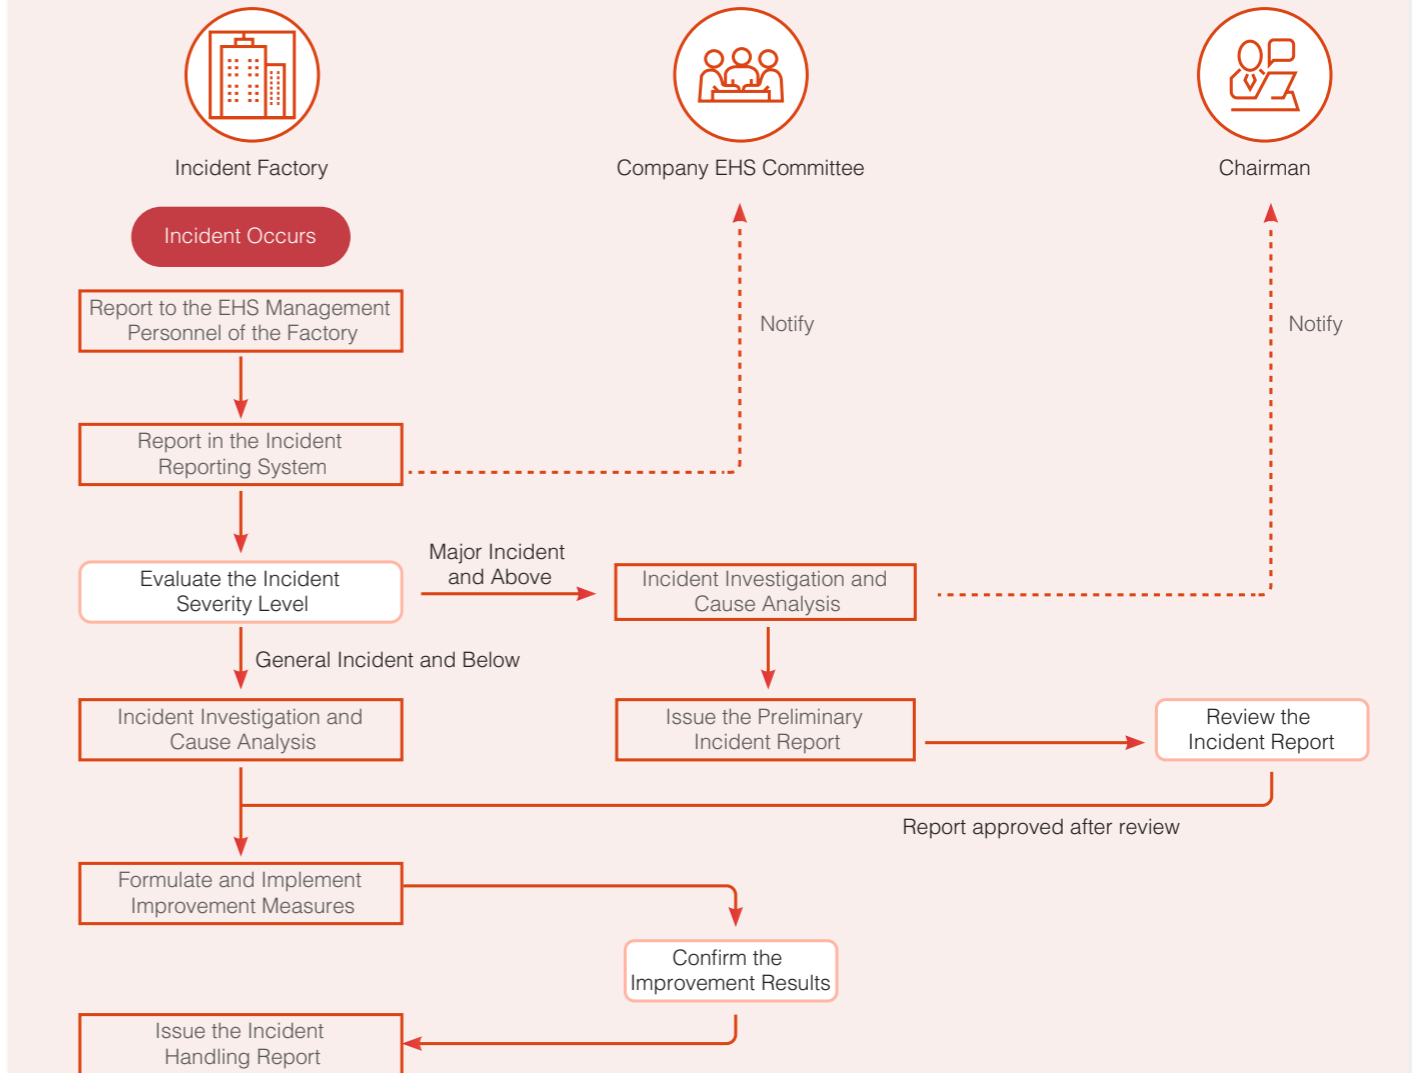 Incident Factory
Company EHS Committee
Chairman
Incident Occurs
Report to the EHS Management
Personnel of the Factory
Notify
Notify
Report in the Incident
Reporting System
Evaluate the Incident
Severity Level
Major Incident
and Above
Incident Investigation and
Cause Analysis
General Incident and Below
Incident Investigation and
Cause Analysis
Issue the Preliminary
Incident Report
Review the
Incident Report
Report approved after review
Formulate and Implement
Improvement Measures
Confirm the
Improvement Results
Issue the Incident
Handling Report